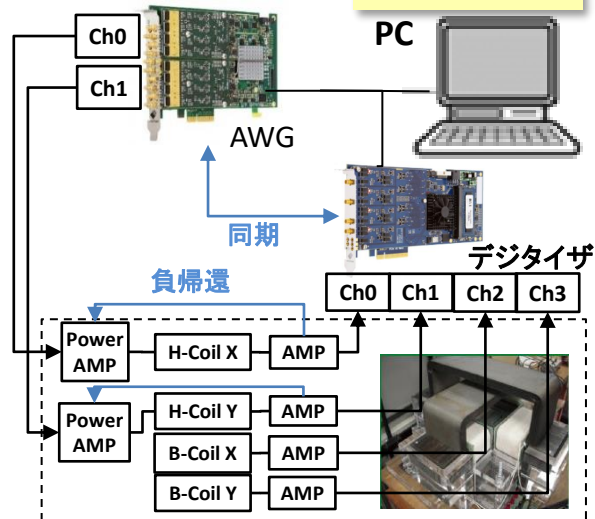 Ch0
PC
Ch1
AWG
同期
デジタイザ
負帰還
Ch0
Ch1
Ch2
Ch3
Power
AMP
H-Coil X
AMP
Power
AMP
H-Coil Y
AMP
B-Coil X
AMP
B-Coil Y
AMP